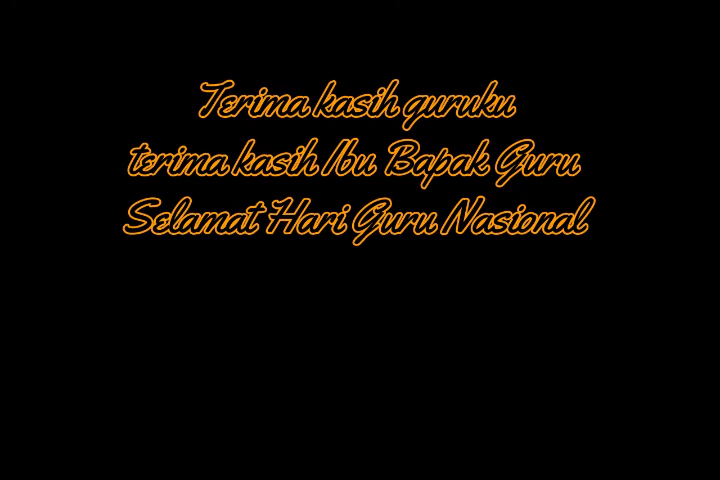 Terima kasih guruku
terima kasih Ibu Bapak Guru
Selamat Hari Guru Nasional